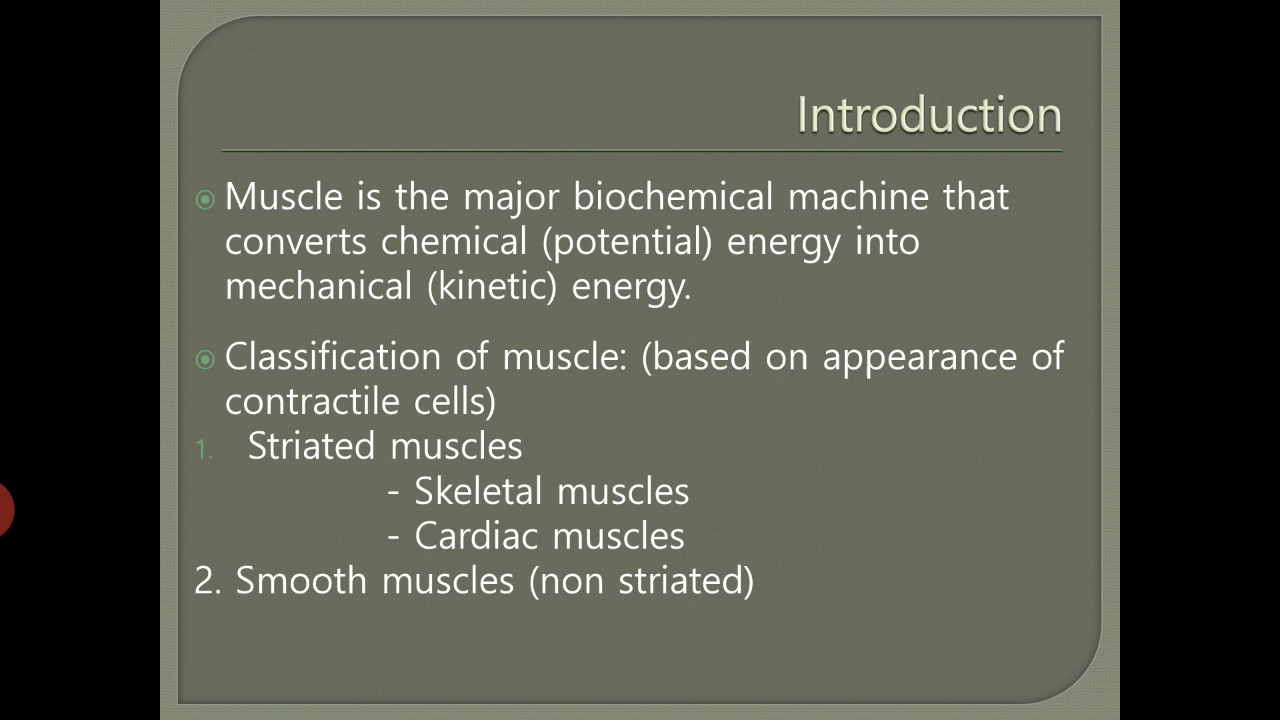 Introduction
Muscle is the major biochemical machine that
converts chemical (potential) energy into
mechanical (kinetic) energy.
Classification of muscle: (based on appearance of
contractile cells)
1. Striated muscles
- Skeletal muscles
- Cardiac muscles
2. Smooth muscles (non striated)